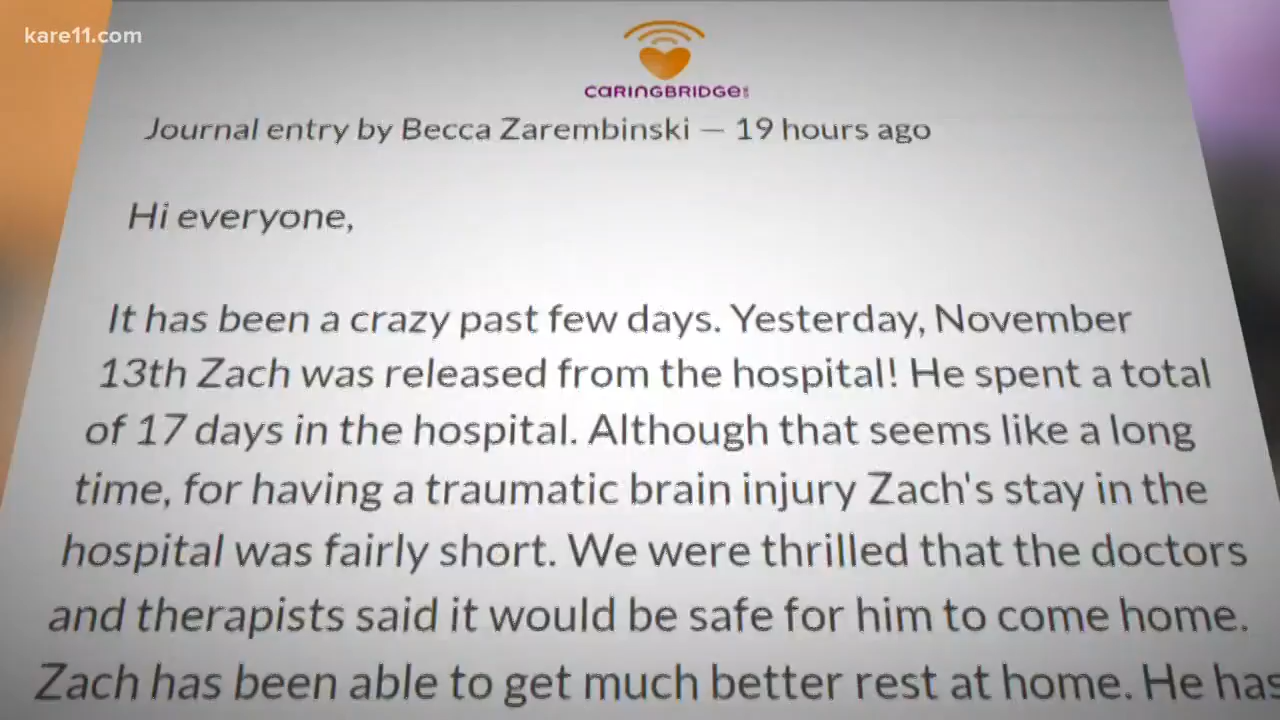 kare11.com
CARINGBRIDGE
Journal entry by Becca Zarembinski — 19 hours ago
Hi everyone,
It has been a crazy past few days. Yesterday, November
13th Zach was released from the hospital! He spent a total
of 17 days in the hospital. Although that seems like a long
time, for having a traumatic brain injury Zach's stay in the
hospital was fairly short. We were thrilled that the doctors
and therapists said it would be safe for him to come home.
Zach has been able to get much better rest at home. He has